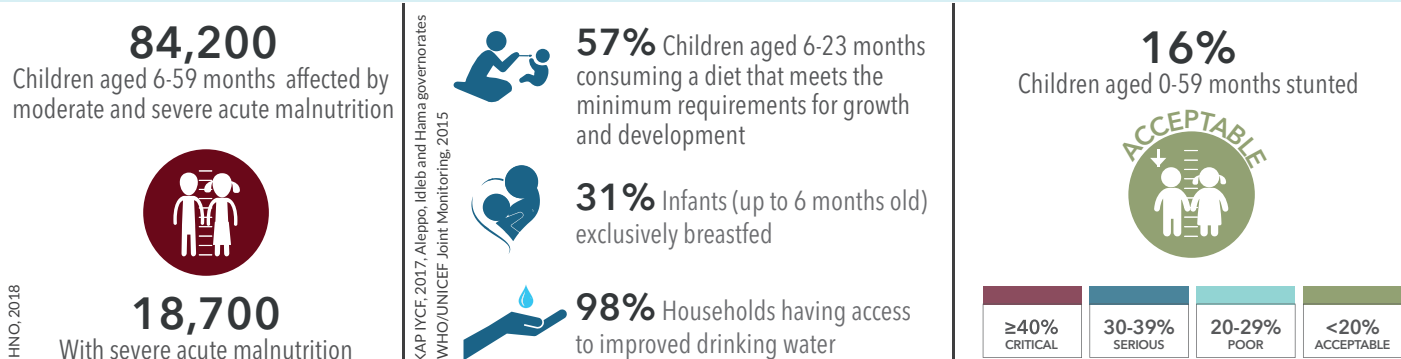 84,200
Children aged 6-59 months affected by
moderate and severe acute malnutrition
18,700
With severe acute malnutrition
HNO, 2018
KAP IYCF, 2017, Aleppo, Idleb and Hama governorates
WHO/UNICEF Joint Monitoring, 2015
57% Children aged 6-23 months
consuming a diet that meets the
minimum requirements for growth
and development
31% Infants (up to 6 months old)
exclusively breastfed
98% Households having access
to improved drinking water
16%
Children aged 0-59 months stunted
ACCEPTABLE
≥40%
CRITICAL
30-39%
SERIOUS
20-29%
POOR
<20%
ACCEPTABLE